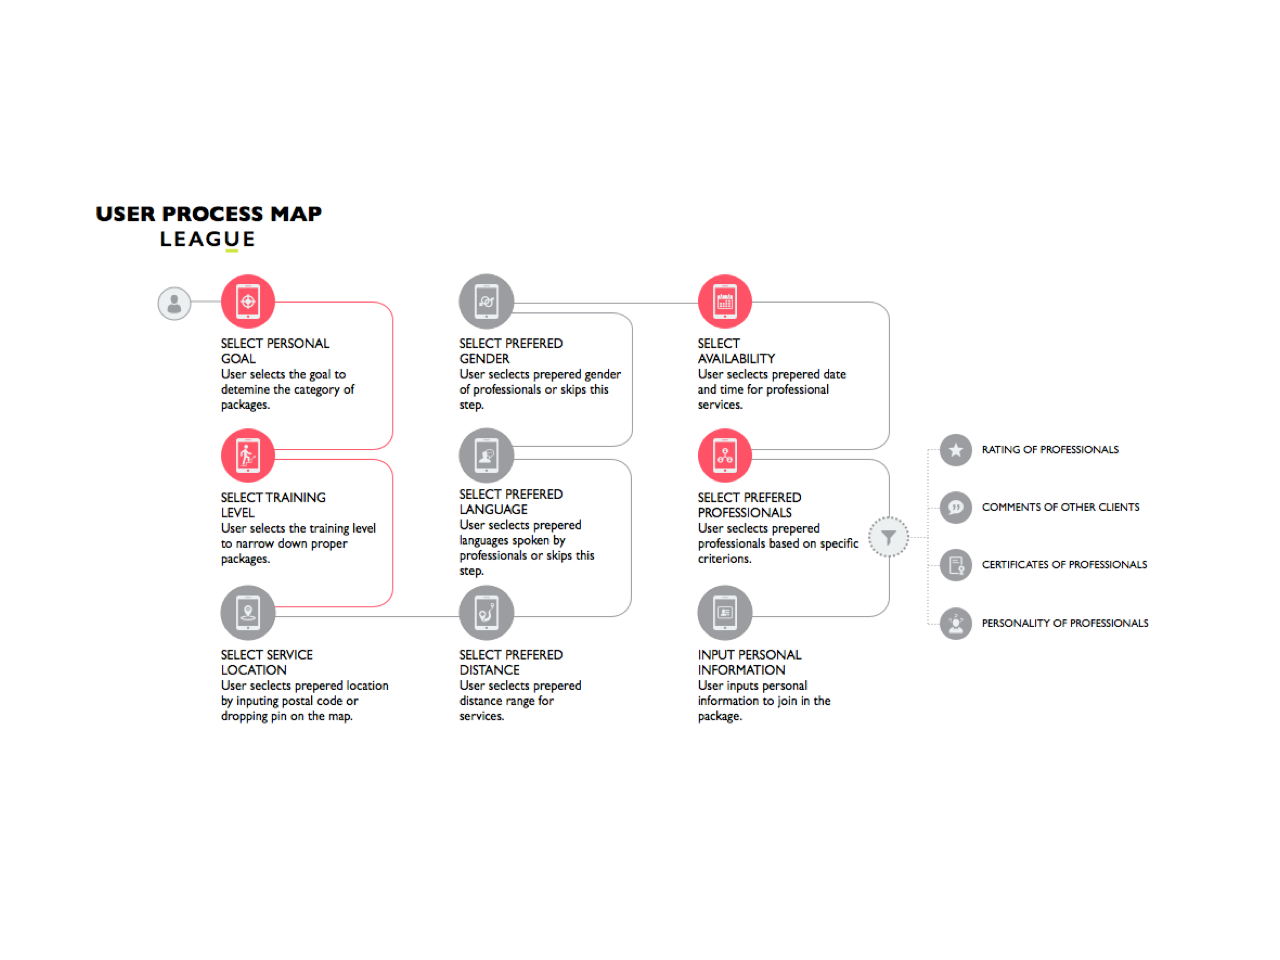 USER PROCESS MAP
LEAGUE
SELECT PERSONAL
GOAL
User selects the goal to
detemine the category of
packages.
SELECT TRAINING
LEVEL
User selects the training level
to narrow down proper
packages.
SELECT SERVICE
LOCATION
User seclects prepered location
by inputing postal code or
dropping pin on the map.
SELECT PREFERED
GENDER
User seclects prepered gender
of professionals or skips this
step.
SELECT PREFERED
LANGUAGE
User seclects prepered
languages spoken by
professionals or skips this
step.
SELECT PREFERED
DISTANCE
User seclects prepered
distance range for
services.
SELECT
AVAILABILITY
User seclects prepered date
and time for professional
services.
SELECT PREFERED
PROFESSIONALS
User seclects prepered
professionals based on specific
criterions.
INPUT PERSONAL
INFORMATION
User inputs personal
information to join in the
package.
RATING OF PROFESSIONALS
COMMENTS OF OTHER CLIENTS
CERTIFICATES OF PROFESSIONALS
PERSONALITY OF PROFESSIONALS